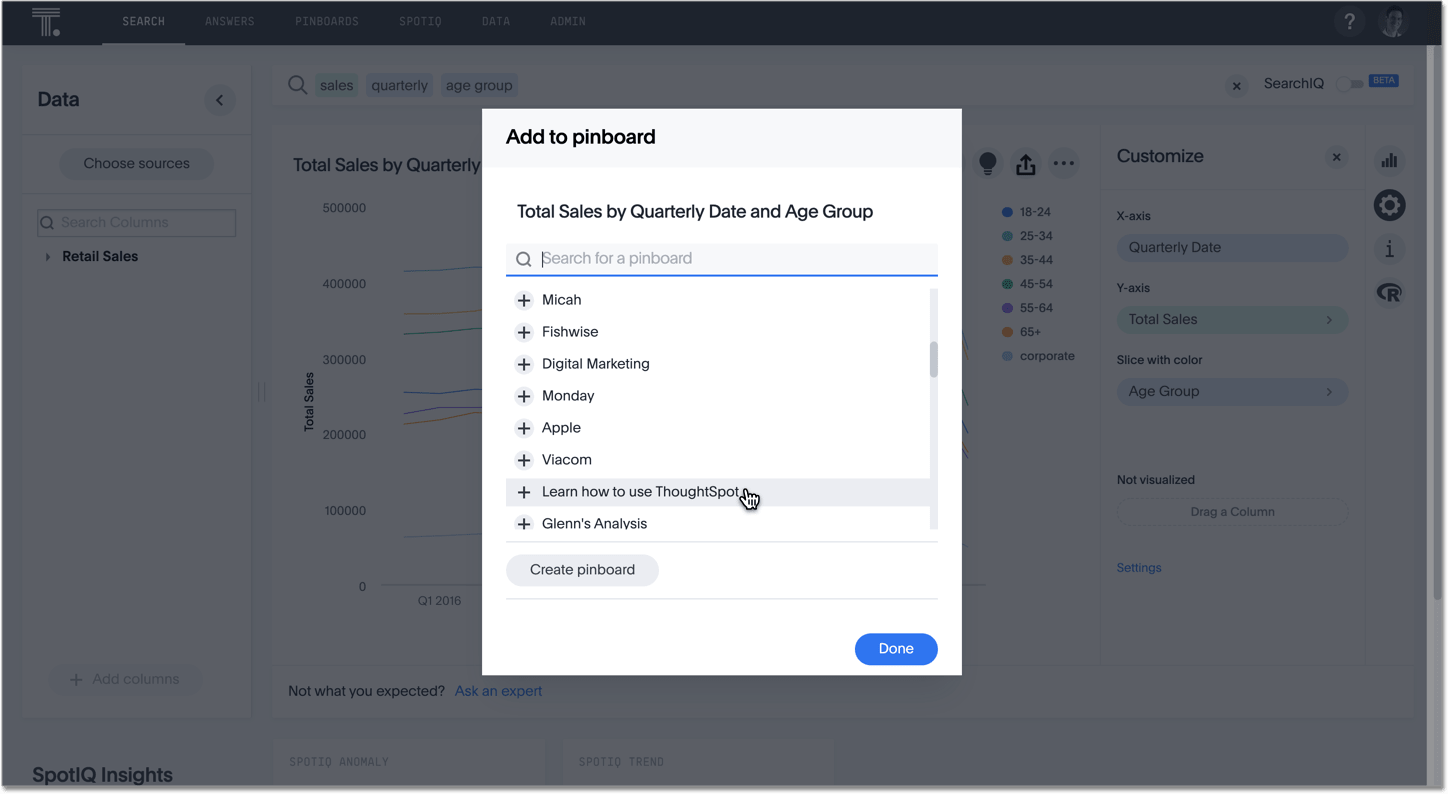 SEARCH ANSWERS PINBOARDS SPOTIQ DATA ADMIN ?
Data
Choose sources
Search Columns
Retail Sales
Add columns
sales quarterly age group
SearchIQ BETA
Total Sales by Quarterly
500000
400000
300000
200000
100000
0
Total Sales
Q1 2016
Add to pinboard
Total Sales by Quarterly Date and Age Group
Search for a pinboard
Micah
Fishwise
Digital Marketing
Monday
Apple
Viacom
Learn how to use ThoughtSpot
Glenn's Analysis
Create pinboard
Done
18-24
25-34
35-44
45-54
55-64
65+
corporate
Customize
X-axis
Quarterly Date
Y-axis
Total Sales
Slice with color
Age Group
Not visualized
Drag a Column
Settings
Not what you expected? Ask an expert
SpotIQ Insights
SPOTIQ ANOMALY
SPOTIQ TREND